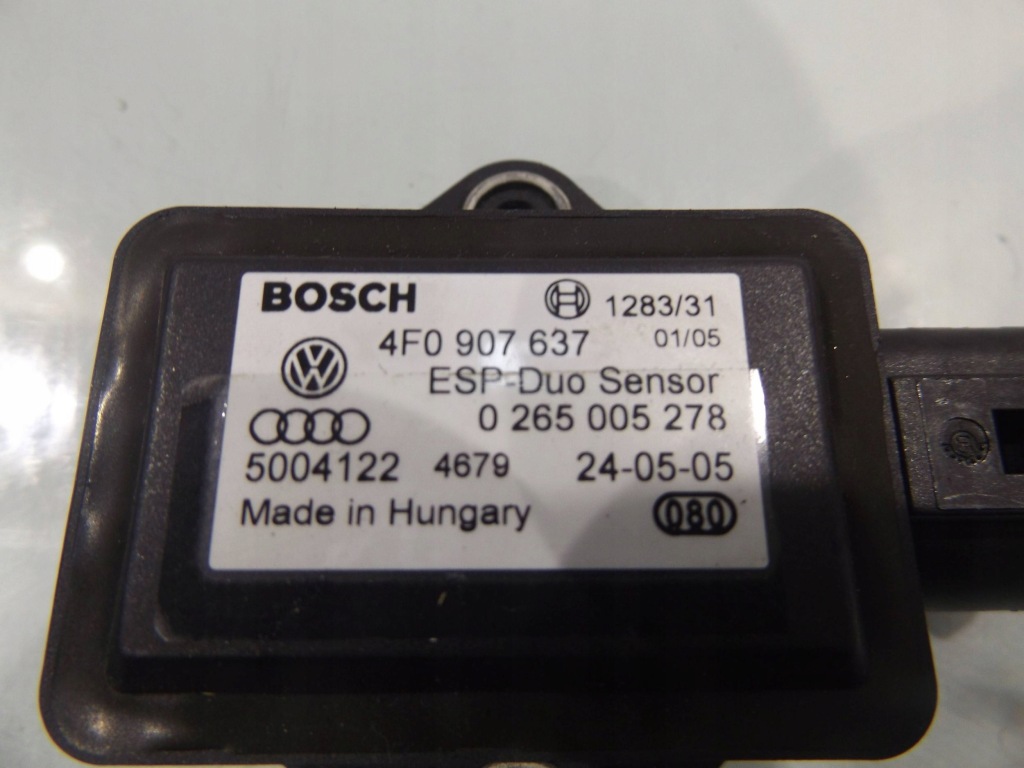 BOSCH 1283/31
4F0 907 637 01/05
ESP-Duo Sensor
0 265 005 278
5004122 4679 24-05-05
Made in Hungary 080